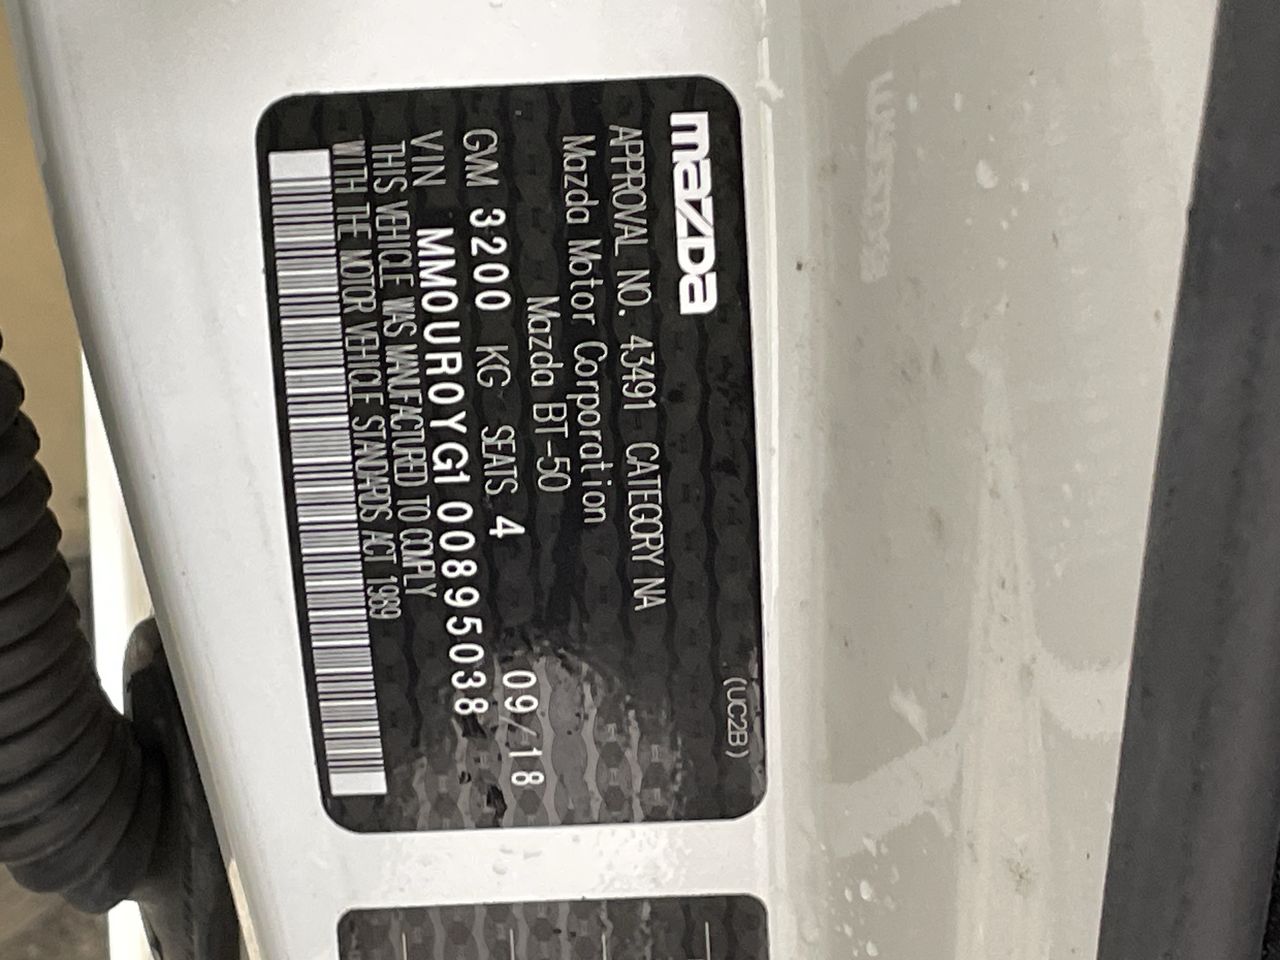 mazda
(UC2B)
APPROVAL NO. 43491 CATEGORY NA
Mazda Motor Corporation
Mazda BT-50
09/18
GVM 3200 KG SEATS 4
VIN MM0UR0YG100895038
THIS VEHICLE WAS MANUFACTURED TO COMPLY
WITH THE MOTOR VEHICLE STANDARDS ACT 1989